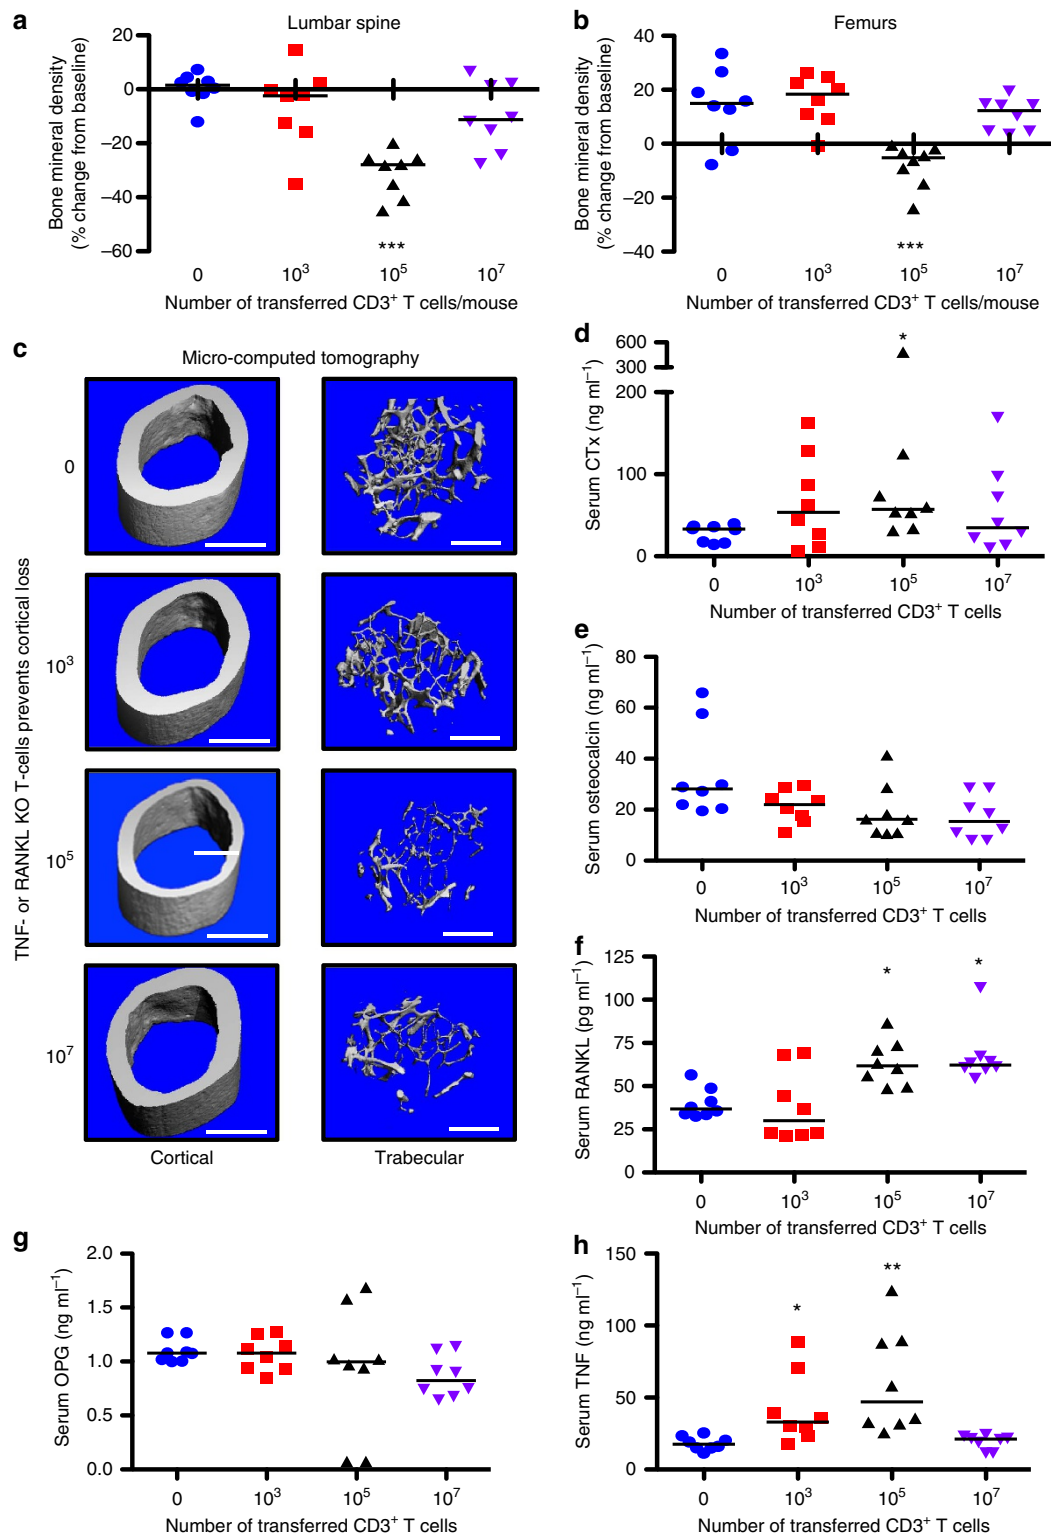 a
Lumbar spine
20
0
–20
–40
–60
Bone mineral density
(% change from baseline)
***
0 10³ 10⁵ 10⁷
Number of transferred CD3⁺ T cells/mouse
b
Femurs
40
20
0
–20
–40
Bone mineral density
(% change from baseline)
***
0 10³ 10⁵ 10⁷
Number of transferred CD3⁺ T cells/mouse
c
Micro-computed tomography
TNF- or RANKL KO T-cells prevents cortical loss
0
10³
10⁵
10⁷
Cortical Trabecular
d
600
300
200
100
0
Serum CTx (ng ml⁻¹)
*
0 10³ 10⁵ 10⁷
Number of transferred CD3⁺ T cells
e
80
60
40
20
0
Serum osteocalcin (ng ml⁻¹)
0 10³ 10⁵ 10⁷
Number of transferred CD3⁺ T cells
f
125
100
75
50
25
0
Serum RANKL (pg ml⁻¹)
* *
0 10³ 10⁵ 10⁷
Number of transferred CD3⁺ T cells
g
2.0
1.5
1.0
0.5
0.0
Serum OPG (ng ml⁻¹)
0 10³ 10⁵ 10⁷
Number of transferred CD3⁺ T cells
h
150
100
50
0
Serum TNF (ng ml⁻¹)
* **
0 10³ 10⁵ 10⁷
Number of transferred CD3⁺ T cells